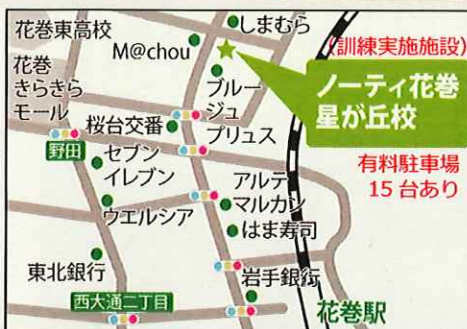 しまむら
花巻東高校
M@chou
(訓練実施施設)
花巻
きらきら
モール
ブルー
ジュ
プリュス
ノーティ花巻
星が丘校
桜台交番
野田
セブン
イレブン
有料駐車場
15台あり
アルテ
マルカン
ウエルシア
はま寿司
東北銀行
岩手銀行
西大通二丁目
花巻駅